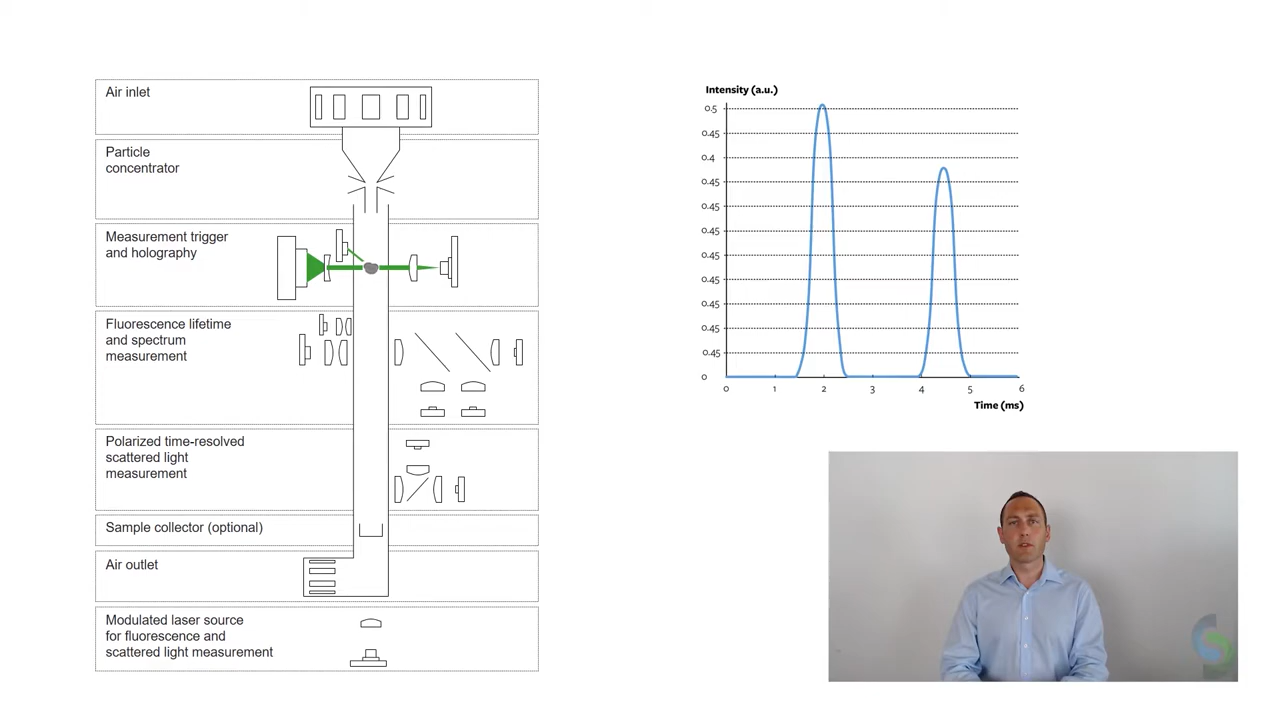 Air inlet
Particle
concentrator
Measurement trigger
and holography
Fluorescence lifetime
and spectrum
measurement
Polarized time-resolved
scattered light
measurement
Sample collector (optional)
Air outlet
Modulated laser source
for fluorescence and
scattered light measurement
Intensity (a.u.)
0.5
0.45
0.4
0.45
0.45
0.45
0.45
0.45
0.45
0.45
0.45
0
0 1 2 3 4 5 6
Time (ms)